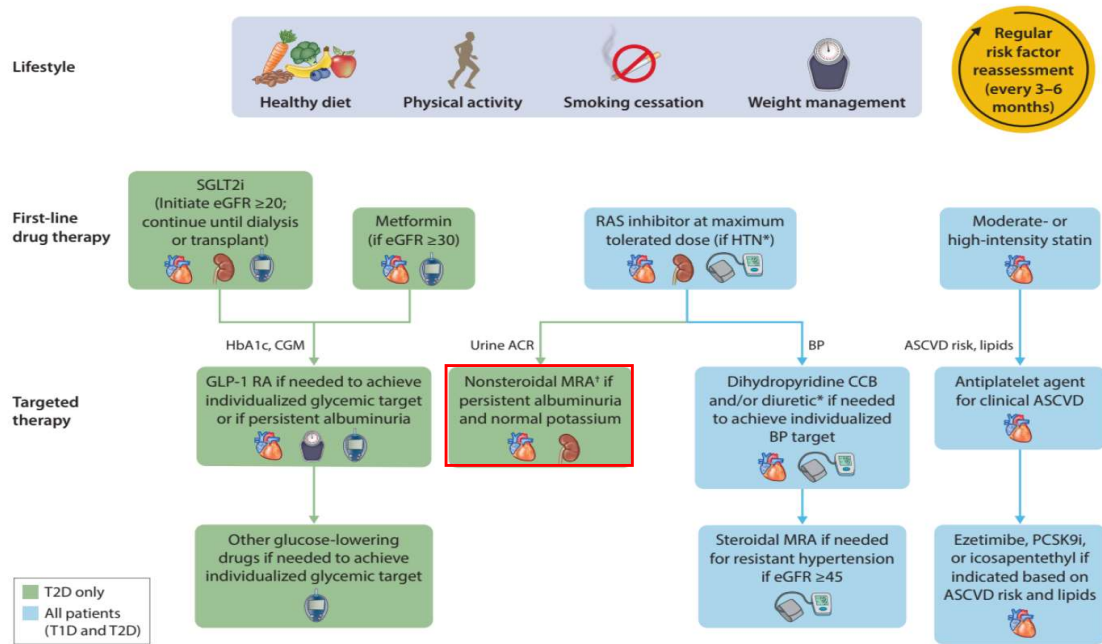 Lifestyle
Healthy diet
Physical activity
Smoking cessation
Weight management
Regular
risk factor
reassessment
(every 3–6
months)
First-line
drug therapy
SGLT2i
(Initiate eGFR ≥20;
continue until dialysis
or transplant)
Metformin
(if eGFR ≥30)
RAS inhibitor at maximum
tolerated dose (if HTN*)
Moderate- or
high-intensity statin
HbA1c, CGM
Urine ACR
BP
ASCVD risk, lipids
Targeted
therapy
GLP-1 RA if needed to achieve
individualized glycemic target
or if persistent albuminuria
Nonsteroidal MRA† if
persistent albuminuria
and normal potassium
Dihydropyridine CCB
and/or diuretic* if needed
to achieve individualized
BP target
Antiplatelet agent
for clinical ASCVD
Other glucose-lowering
drugs if needed to achieve
individualized glycemic target
Steroidal MRA if needed
for resistant hypertension
if eGFR ≥45
Ezetimibe, PCSK9i,
or icosapentethyl if
indicated based on
ASCVD risk and lipids
T2D only
All patients
(T1D and T2D)